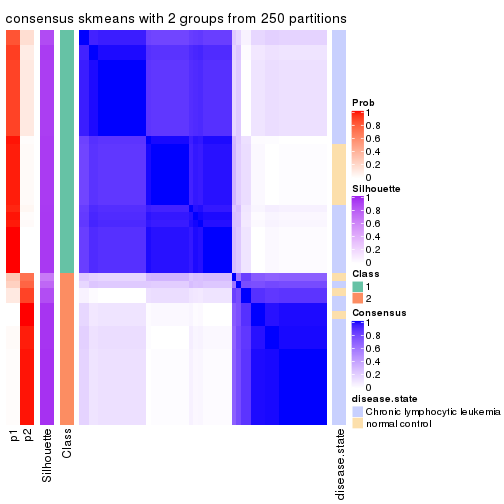 consensus skmeans with 2 groups from 250 partitions
Prob
1
0.8
0.6
0.4
0.2
0
Silhouette
1
0.8
0.6
0.4
0.2
0
Class
1
2
Consensus
1
0.8
0.6
0.4
0.2
0
disease.state
Chronic lymphocytic leukemia
normal control
p1
p2
Silhouette
Class
disease.state